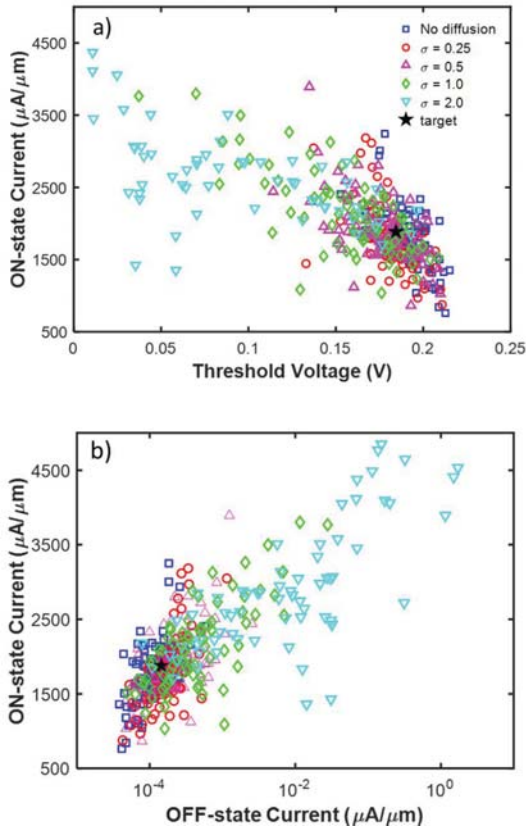 a)
No diffusion
σ = 0.25
σ = 0.5
σ = 1.0
σ = 2.0
target
ON-state Current (μA/μm)
4500
3500
2500
1500
500
0
0.05
0.1
0.15
0.2
0.25
Threshold Voltage (V)
b)
ON-state Current (μA/μm)
4500
3500
2500
1500
500
10⁻⁴
10⁻²
10⁰
OFF-state Current (μA/μm)